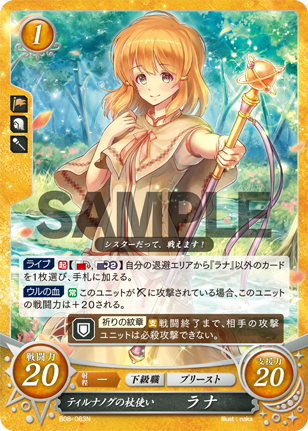 1
SAMPLE
シスターだって、戦えます！
ライブ 起 【 、 2】自分の退避エリアから『ラナ』以外のカード
を1枚選び、手札に加える。
ウルの血 常 このユニットが に攻撃されている場合、このユニット
の戦闘力は＋20される。
祈りの紋章 支 戦闘終了まで、相手の攻撃
ユニットは必殺攻撃できない。
戦闘力
20
射程 一 下級職 プリースト
支援力
20
ティルナノグの杖使い ラナ
B08-063N
Illust：naka